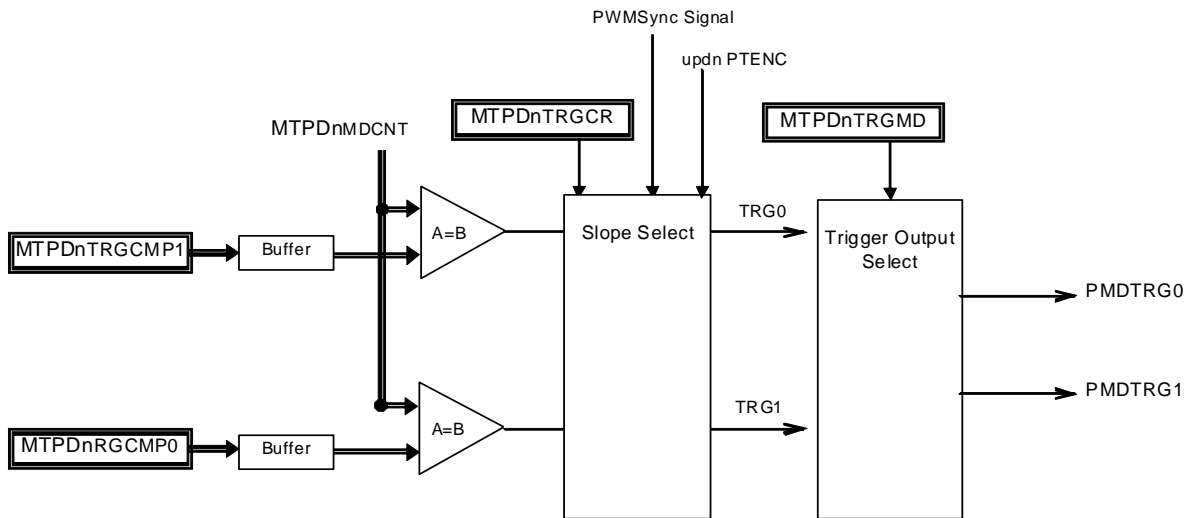 PWMSync Signal
updn PTENC
MTPDnTRGCR
MTPDnTRGMD
MTPDnMDCNT
TRG0
A=B
Slope Select
Trigger Output
Select
MTPDnTRGCMP1
Buffer
PMDTRG0
PMDTRG1
TRG1
A=B
MTPDnRGCMP0
Buffer